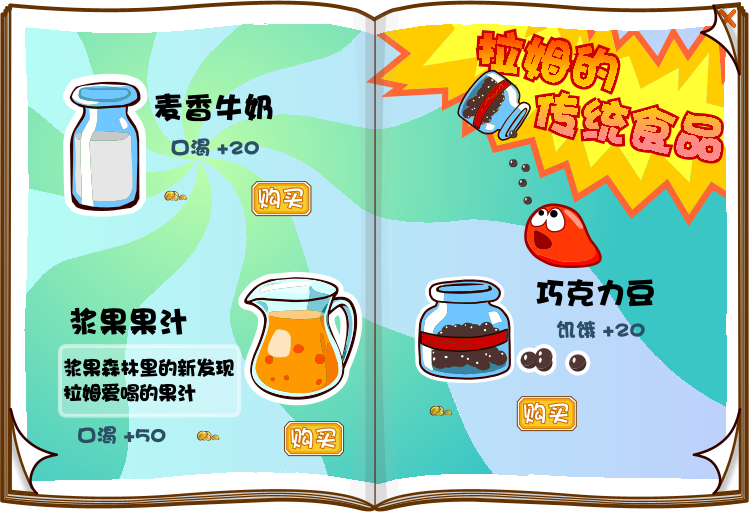 麦香牛奶
口渴 +20
购买
浆果果汁
浆果森林里的新发现
拉姆爱喝的果汁
口渴 +50
购买
拉姆的
传统食品
巧克力豆
饥饿 +20
购买